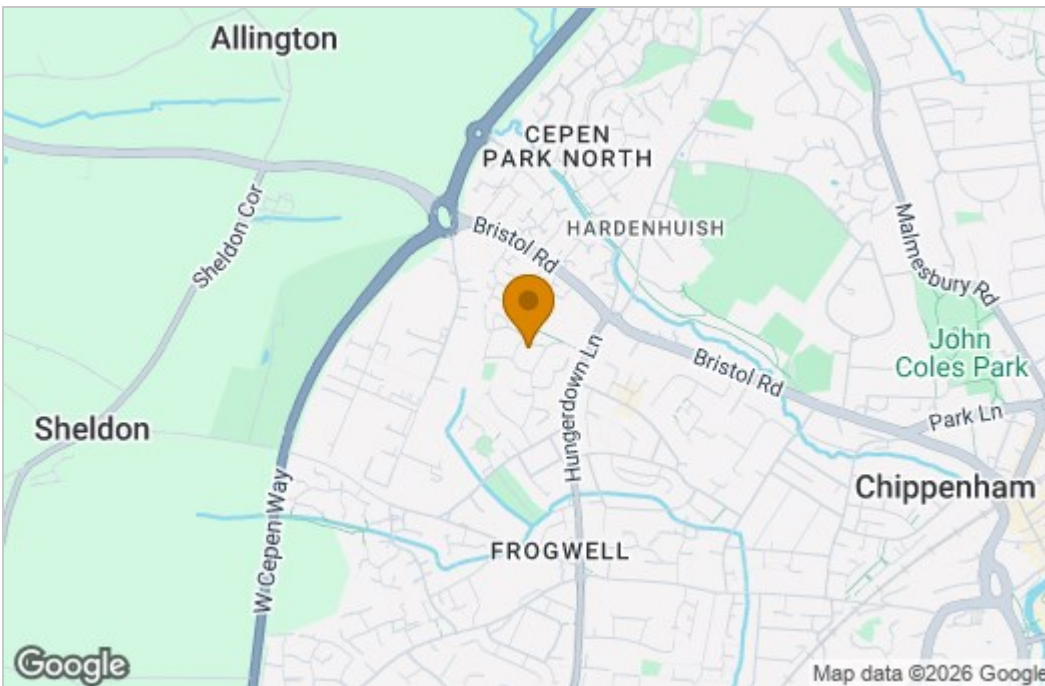 Allington
CEPEN
PARK NORTH
HARDENHUISH
Bristol Rd
Sheldon Cor
Malmesbury Rd
John
Coles Park
Hungerdown Ln
Bristol Rd
Park Ln
Sheldon
Chippenham
W Cepen Way
FROGWELL
Google
Map data ©2026 Google